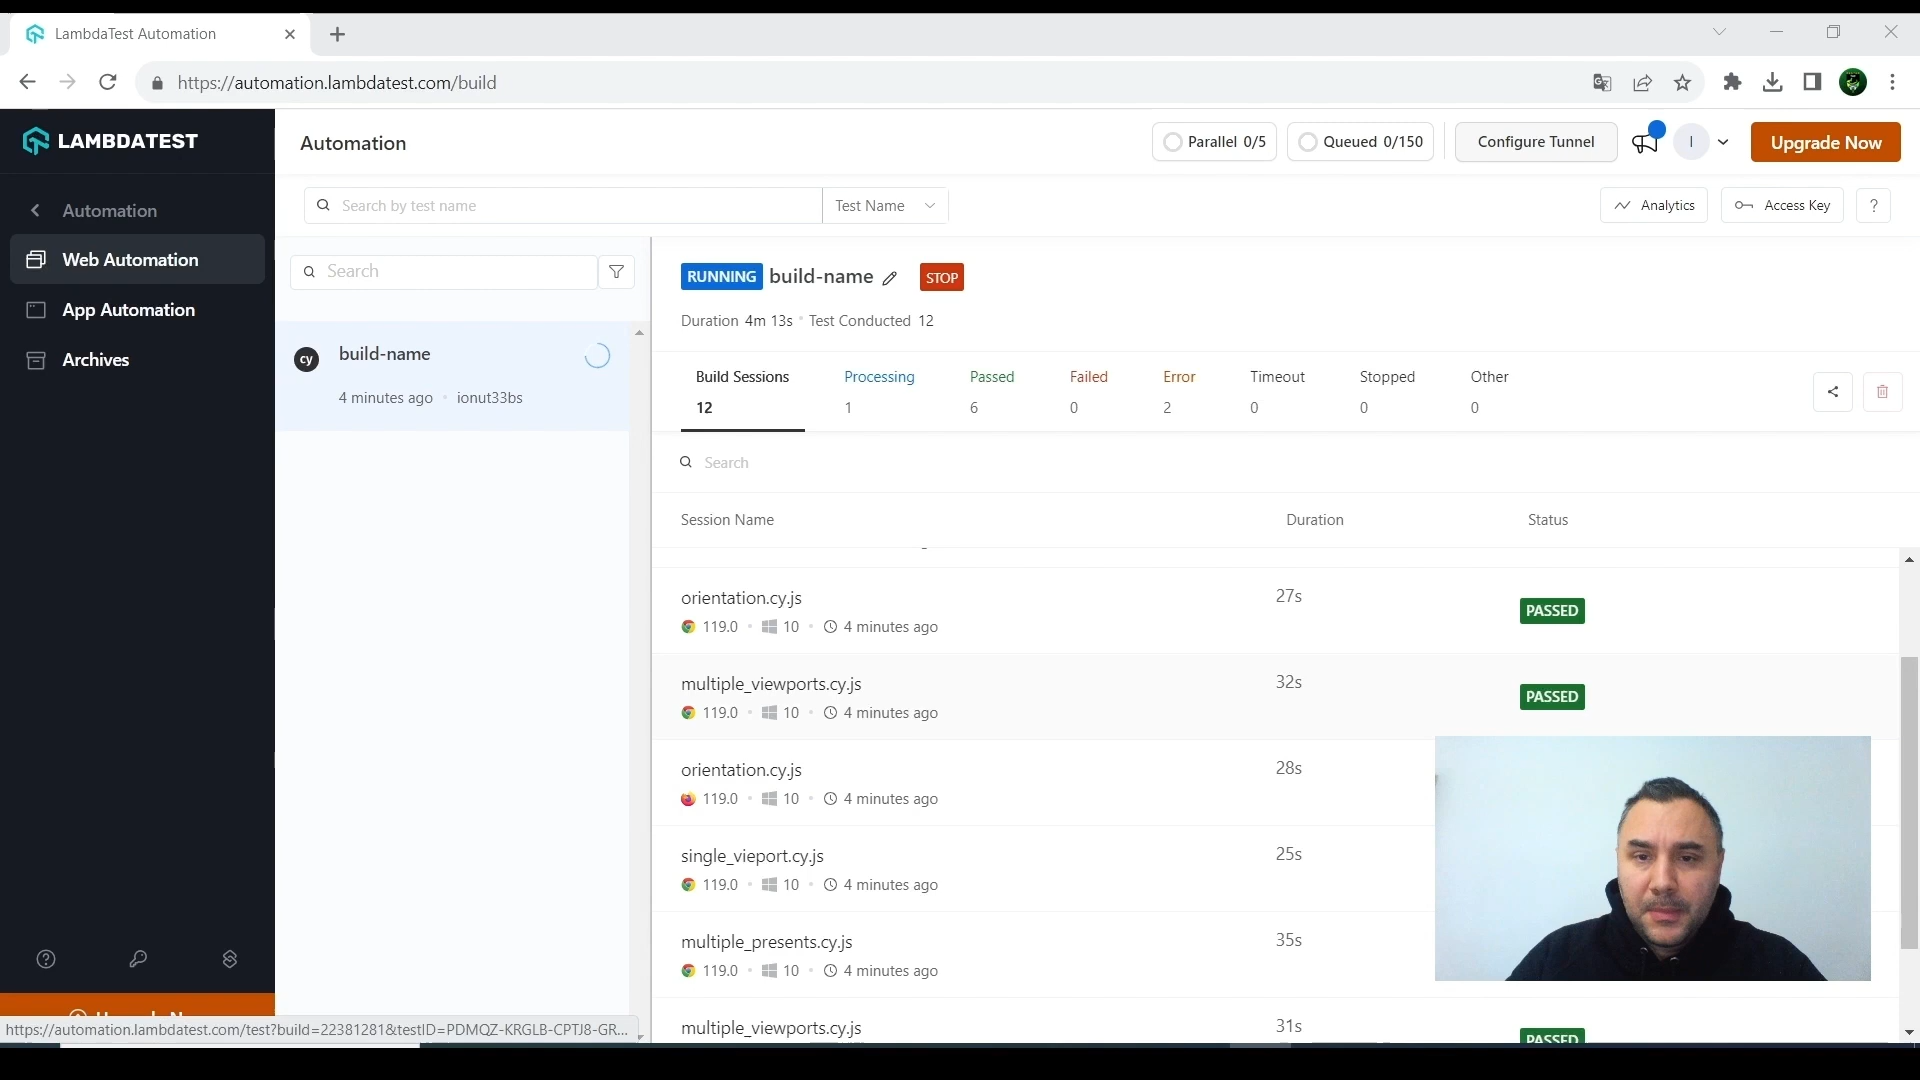 LambdaTest Automation
https://automation.lambdatest.com/build
LAMBDATEST
Automation
Parallel 0/5
Queued 0/150
Configure Tunnel
I
Upgrade Now
Automation
Search by test name
Test Name
Analytics
Access Key
?
Web Automation
App Automation
Archives
Search
cy
build-name
4 minutes ago
ionut33bs
RUNNING build-name STOP
Duration 4m 13s Test Conducted 12
Build Sessions Processing Passed Failed Error Timeout Stopped Other
12 1 6 0 2 0 0 0
Search
Session Name Duration Status
orientation.cy.js 27s PASSED
119.0 10 4 minutes ago
multiple_viewports.cy.js 32s PASSED
119.0 10 4 minutes ago
orientation.cy.js 28s
119.0 10 4 minutes ago
single_vieport.cy.js 25s
119.0 10 4 minutes ago
multiple_presents.cy.js 35s
119.0 10 4 minutes ago
multiple_viewports.cy.js 31s PASSED
https://automation.lambdatest.com/test?build=22381281&testID=PDMQZ-KRGLB-CPTJ8-GR...